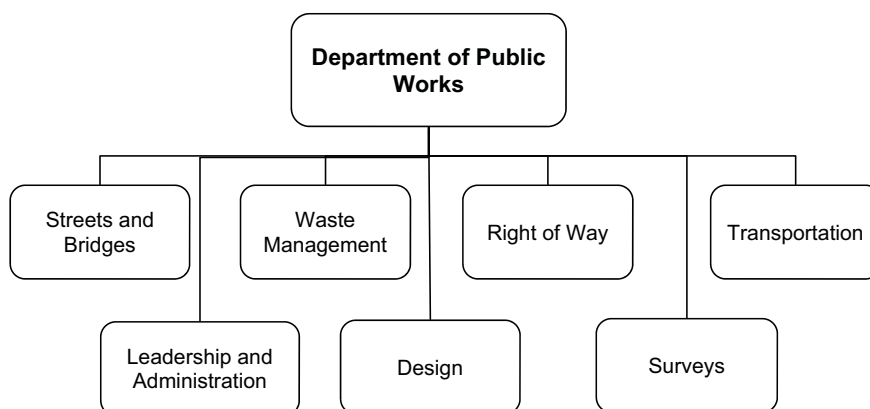 Department of Public
Works
Streets and
Bridges
Waste
Management
Right of Way
Transportation
Leadership and
Administration
Design
Surveys